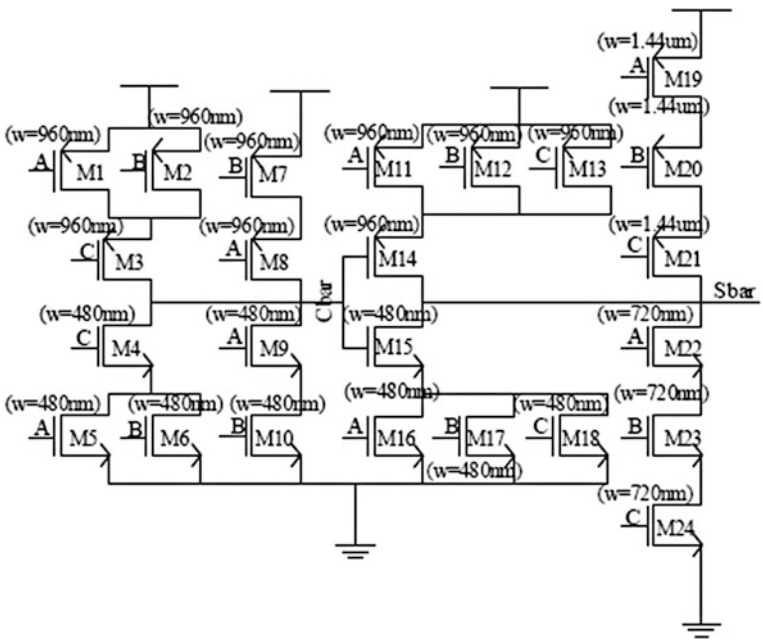 (w=1.44um)
A M19
(w=960nm) (w=1.44um)
(w=960nm) (w=960nm) (w=960nm) (w=960nm) (w=960nm)
A M1 B M2 B M7 A M11 B M12 C M13 B M20
(w=960nm) (w=960nm) (w=960nm) (w=1.44um)
C M3 A M8 M14 C M21
Cbar Sbar
(w=480nm) (w=480nm) (w=480nm) (w=720nm)
C M4 A M9 M15 A M22
(w=480nm) (w=480nm) (w=480nm) (w=480nm) (w=480nm) (w=720nm)
A M5 B M6 B M10 A M16 B M17 C M18 B M23
(w=480nm) (w=720nm)
C M24